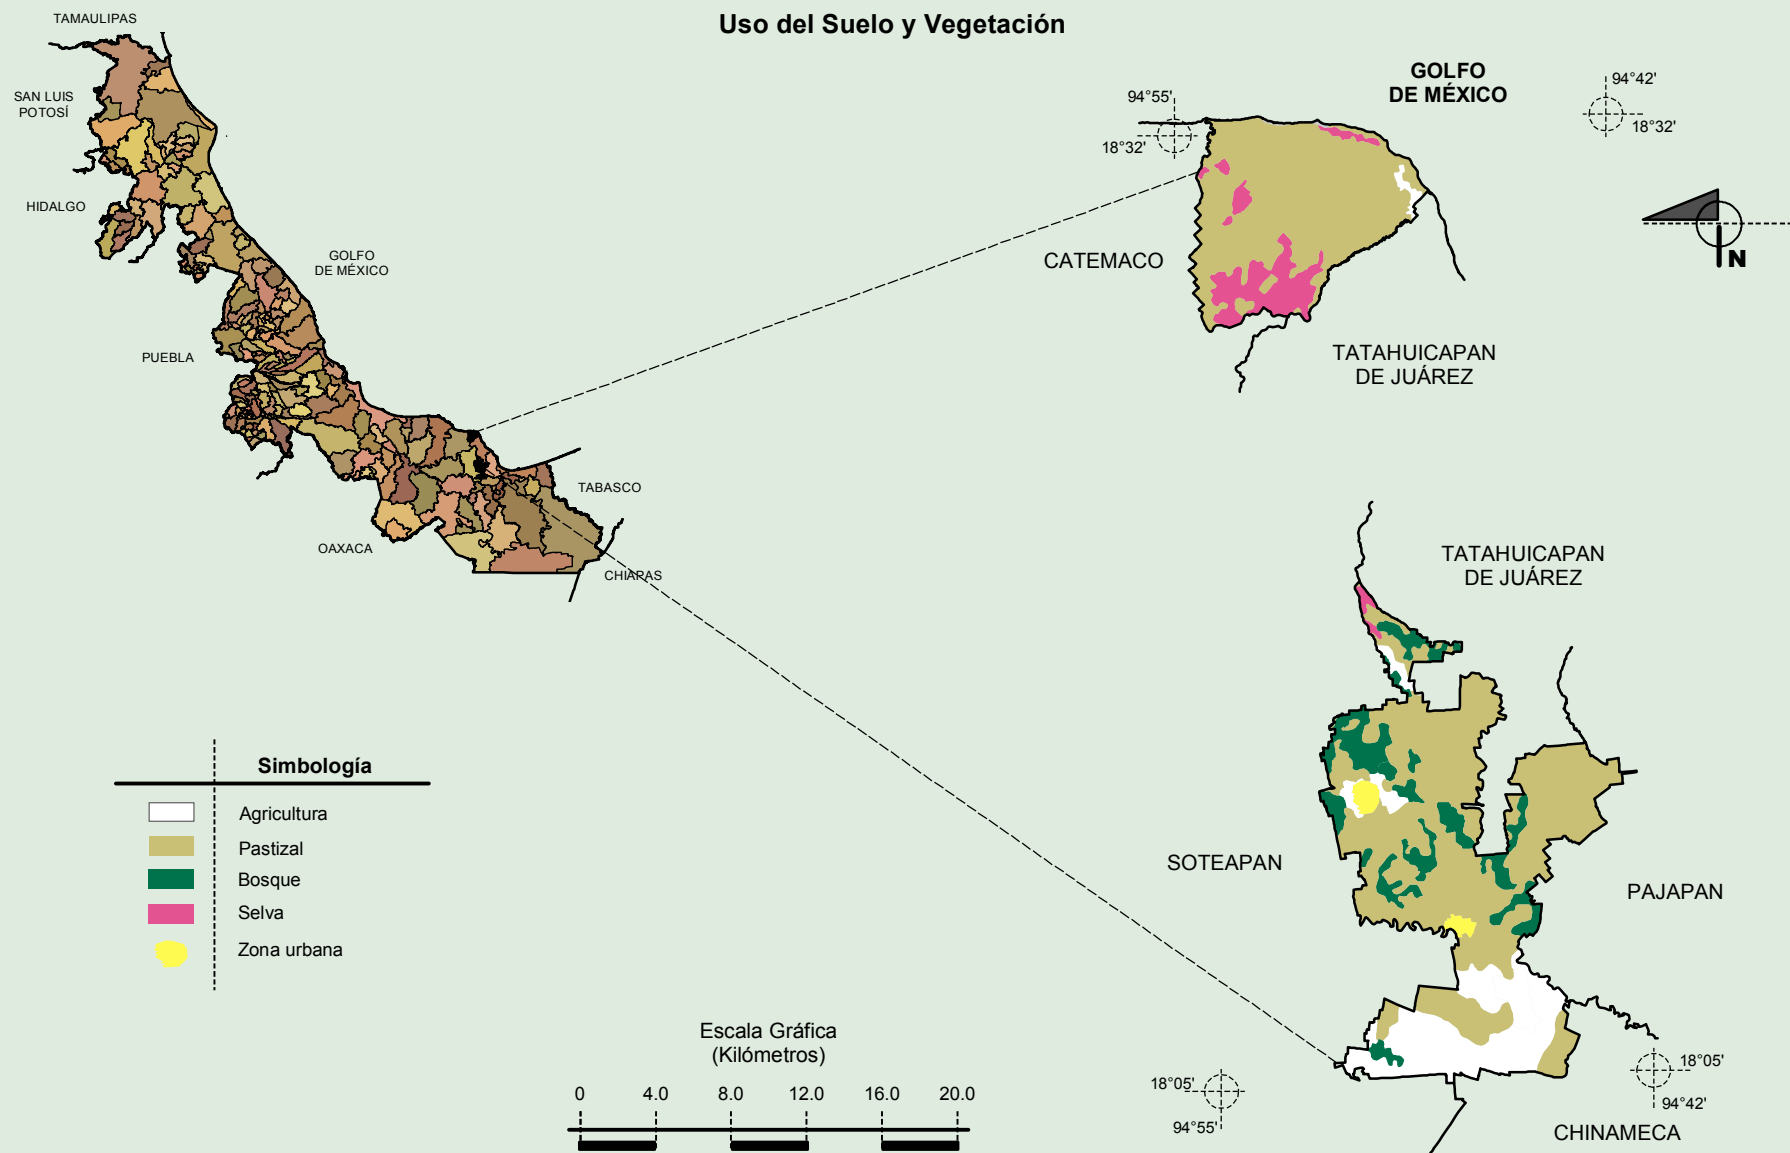 Uso del Suelo y Vegetación
TAMAULIPAS
SAN LUIS
POTOSÍ
HIDALGO
GOLFO
DE MÉXICO
PUEBLA
OAXACA
TABASCO
CHIAPAS
GOLFO
DE MÉXICO
94°55'
18°32'
94°42'
18°32'
N
CATEMACO
TATAHUICAPAN
DE JUÁREZ
TATAHUICAPAN
DE JUÁREZ
SOTEAPAN
PAJAPAN
CHINAMECA
18°05'
94°55'
18°05'
94°42'
Simbología
Agricultura
Pastizal
Bosque
Selva
Zona urbana
Escala Gráfica
(Kilómetros)
0 4.0 8.0 12.0 16.0 20.0